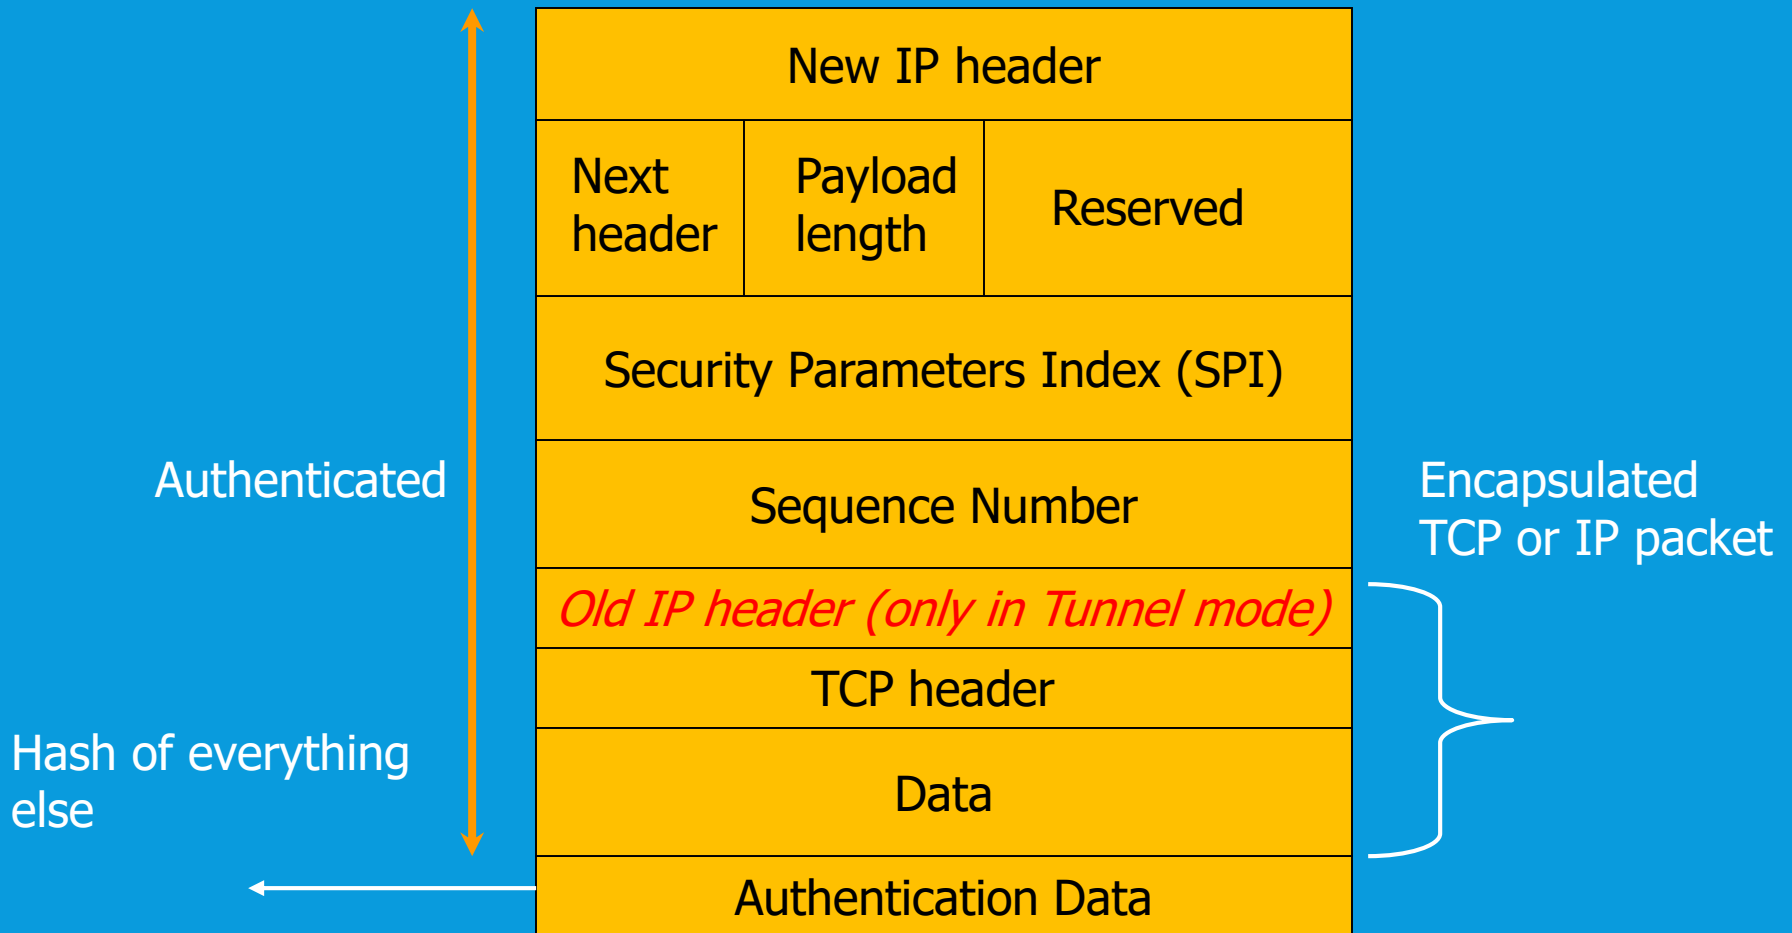 New IP header
Next
header
Payload
length
Reserved
Security Parameters Index (SPI)
Authenticated
Sequence Number
Encapsulated
TCP or IP packet
Old IP header (only in Tunnel mode)
TCP header
Hash of everything
else
Data
Authentication Data